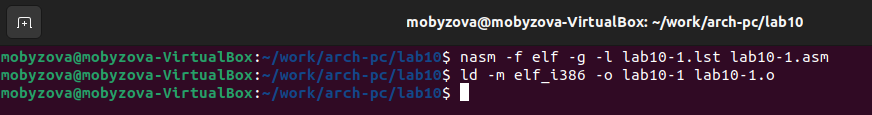 mobyzova@mobyzova-VirtualBox: ~/work/arch-pc/lab10
mobyzova@mobyzova-VirtualBox:~/work/arch-pc/lab10$ nasm -f elf -g -l lab10-1.lst lab10-1.asm
mobyzova@mobyzova-VirtualBox:~/work/arch-pc/lab10$ ld -m elf_i386 -o lab10-1 lab10-1.o
mobyzova@mobyzova-VirtualBox:~/work/arch-pc/lab10$